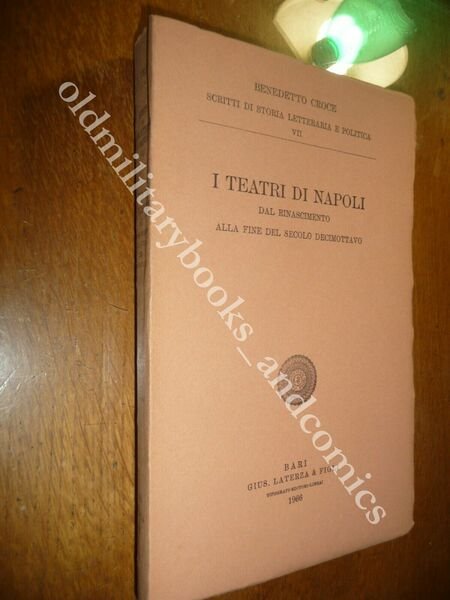 BENEDETTO CROCE
SCRITTI DI STORIA LETTERARIA E POLITICA
VII
I TEATRI DI NAPOLI
DAL RINASCIMENTO
ALLA FINE DEL SECOLO DECIMOTTAVO
BARI
GIUS. LATERZA & FIGLI
TIPOGRAFI-EDITORI-LIBRAI
1966
oldmilitarybooks_andcomics